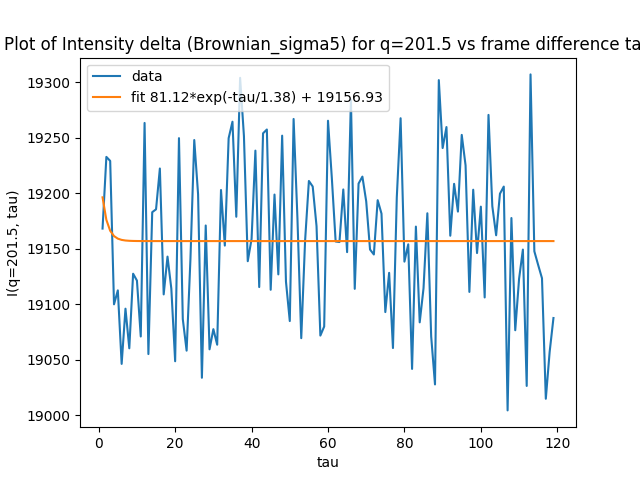 Plot of Intensity delta (Brownian_sigma5) for q=201.5 vs frame difference ta
data
fit 81.12*exp(-tau/1.38) + 19156.93
I(q=201.5, tau)
19300
19250
19200
19150
19100
19050
19000
0 20 40 60 80 100 120
tau